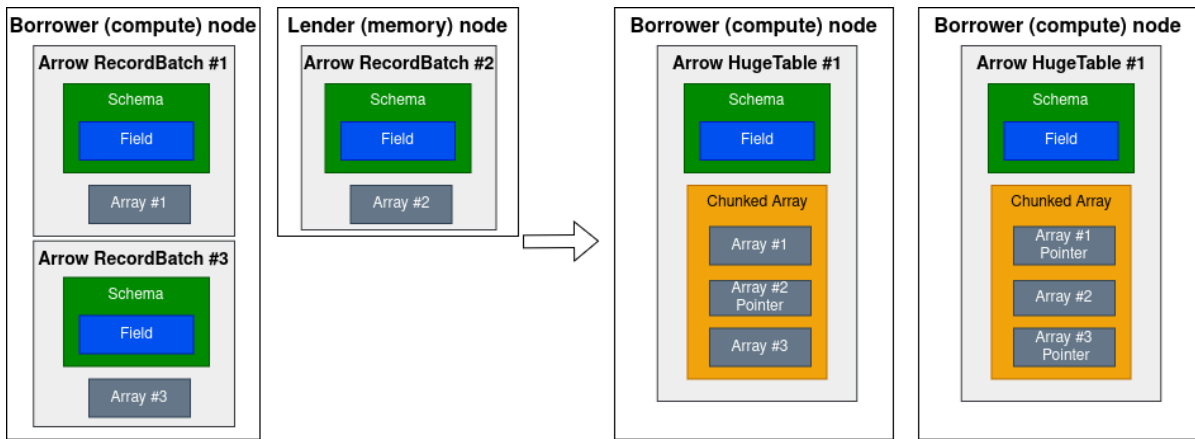 Borrower (compute) node
Arrow RecordBatch #1
Schema
Field
Array #1
Arrow RecordBatch #3
Schema
Field
Array #3
Lender (memory) node
Arrow RecordBatch #2
Schema
Field
Array #2
Borrower (compute) node
Arrow HugeTable #1
Schema
Field
Chunked Array
Array #1
Array #2
Pointer
Array #3
Borrower (compute) node
Arrow HugeTable #1
Schema
Field
Chunked Array
Array #1
Pointer
Array #2
Array #3
Pointer